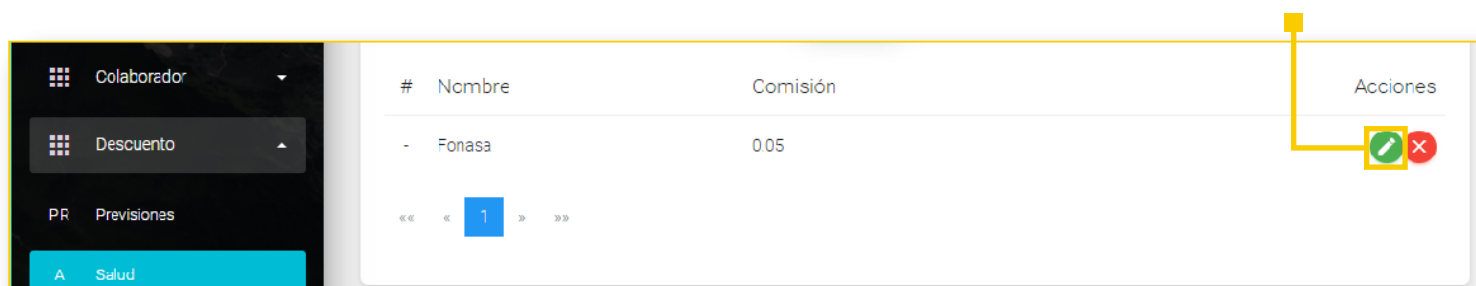 Colaborador
# Nombre Comisión Acciones
Descuento
- Fonasa 0.05
PR Previsiones
«« « 1 » »»
A Salud